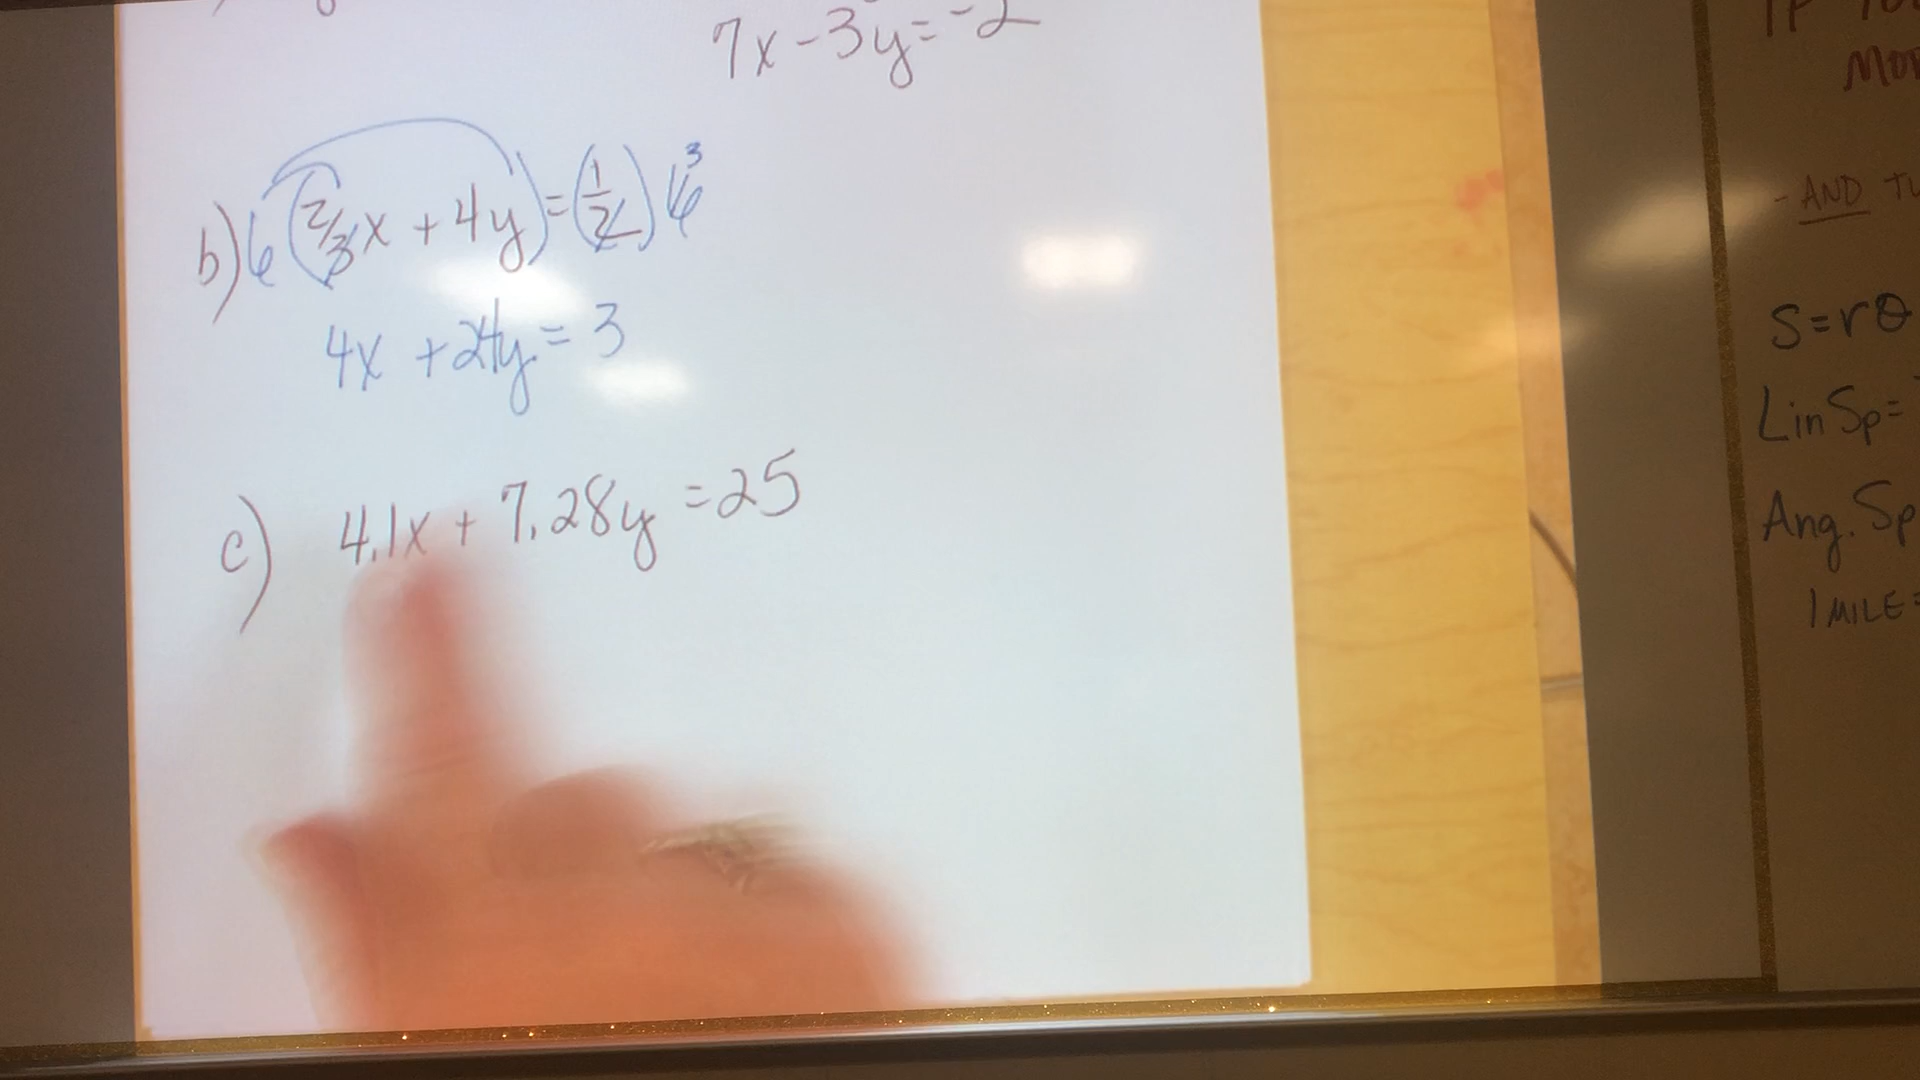 7x-3y=-2
b) 6(2/3x + 4y) = (1/2) 6 3
4x + 24y = 3
c) 4.1x + 7.28y = 25
- AND
S=rθ
Lin Sp=
Ang. Sp
1 MILE=